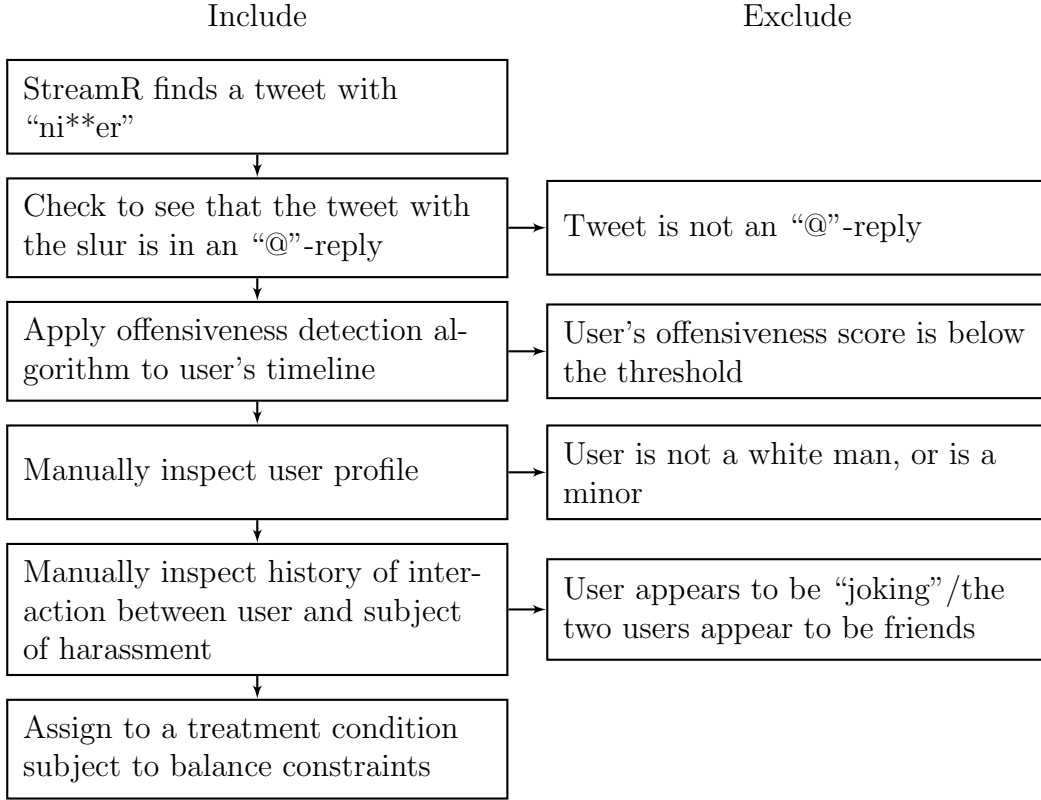 Include
Exclude
StreamR finds a tweet with
“ni**er”
Check to see that the tweet with
the slur is in an “@”-reply
Tweet is not an “@”-reply
Apply offensiveness detection al-
gorithm to user’s timeline
User’s offensiveness score is below
the threshold
Manually inspect user profile
User is not a white man, or is a
minor
Manually inspect history of inter-
action between user and subject
of harassment
User appears to be “joking”/the
two users appear to be friends
Assign to a treatment condition
subject to balance constraints